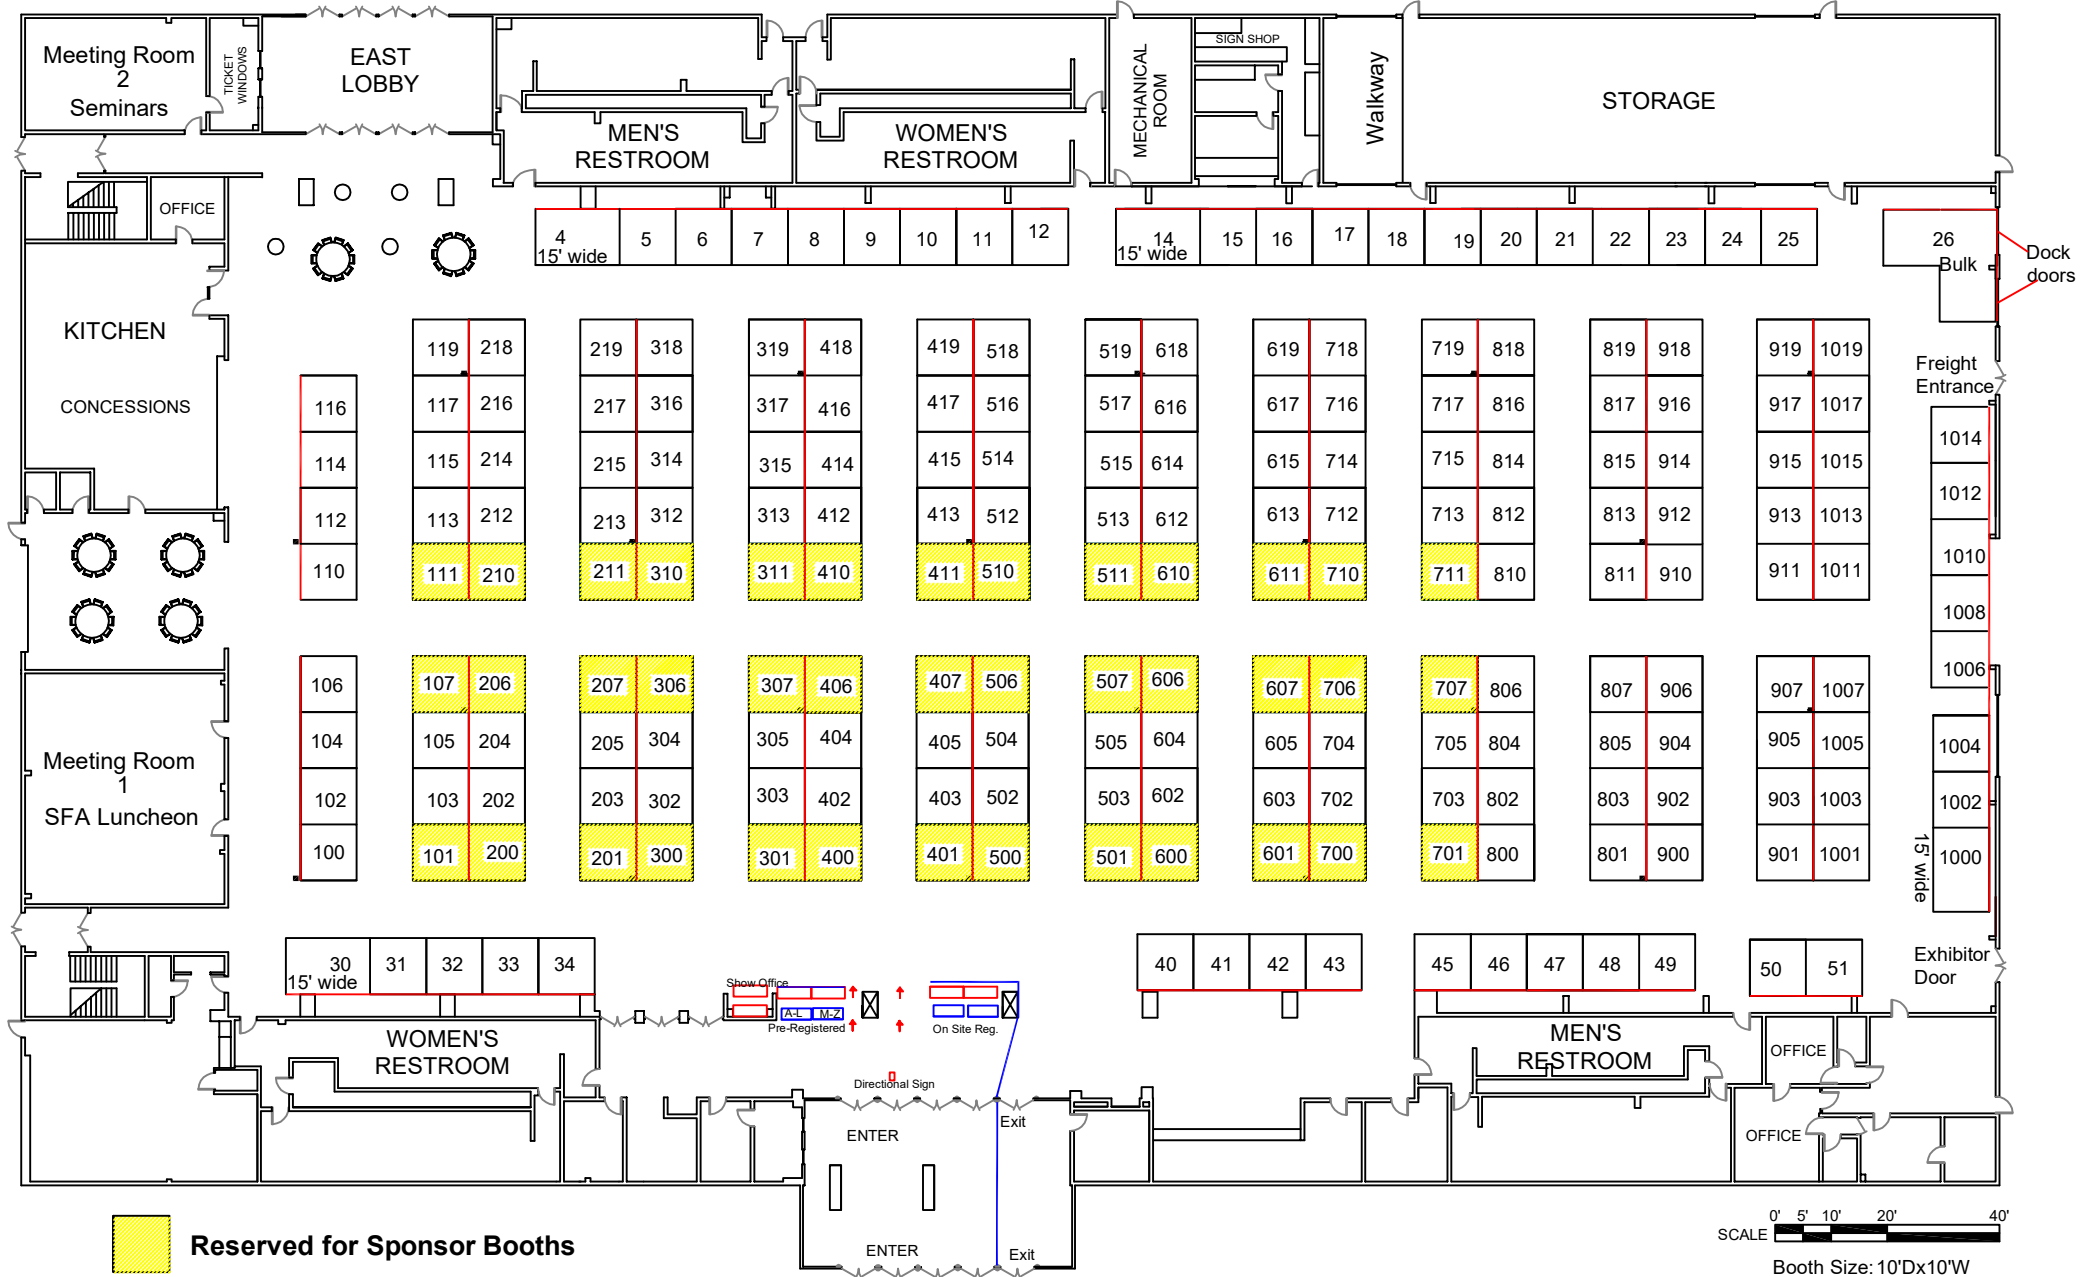 Meeting Room
2
Seminars
TICKET
WINDOWS
EAST
LOBBY
MEN'S
RESTROOM
WOMEN'S
RESTROOM
MECHANICAL
ROOM
SIGN SHOP
Walkway
STORAGE
OFFICE
4
15' wide
5 6 7 8 9 10 11 12
14
15' wide
15 16 17 18 19 20 21 22 23 24 25
26
Bulk
Dock
doors
KITCHEN
CONCESSIONS
119 218 219 318 319 418 419 518 519 618 619 718 719 818 819 918 919 1019
Freight
Entrance
116 117 216 217 316 317 416 417 516 517 616 617 716 717 816 817 916 917 1017
1014
114 115 214 215 314 315 414 415 514 515 614 615 714 715 814 815 914 915 1015
1012
112 113 212 213 312 313 412 413 512 513 612 613 712 713 812 813 912 913 1013
1010
110 111 210 211 310 311 410 411 510 511 610 611 710 711 810 811 910 911 1011
1008
1006
106 107 206 207 306 307 406 407 506 507 606 607 706 707 806 807 906 907 1007
104 105 204 205 304 305 404 405 504 505 604 605 704 705 804 805 904 905 1005
1004
102 103 202 203 302 303 402 403 502 503 602 603 702 703 802 803 902 903 1003
1002
100 101 200 201 300 301 400 401 500 501 600 601 700 701 800 801 900 901 1001
1000
15' wide
Meeting Room
1
SFA Luncheon
30
15' wide
31 32 33 34
40 41 42 43
45 46 47 48 49
50 51
Exhibitor
Door
Show Office
A-L M-Z
Pre-Registered
On Site Reg.
Directional Sign
WOMEN'S
RESTROOM
MEN'S
RESTROOM
OFFICE
OFFICE
ENTER
Exit
ENTER
Exit
Reserved for Sponsor Booths
0' 5' 10' 20' 40'
SCALE
Booth Size: 10'Dx10'W